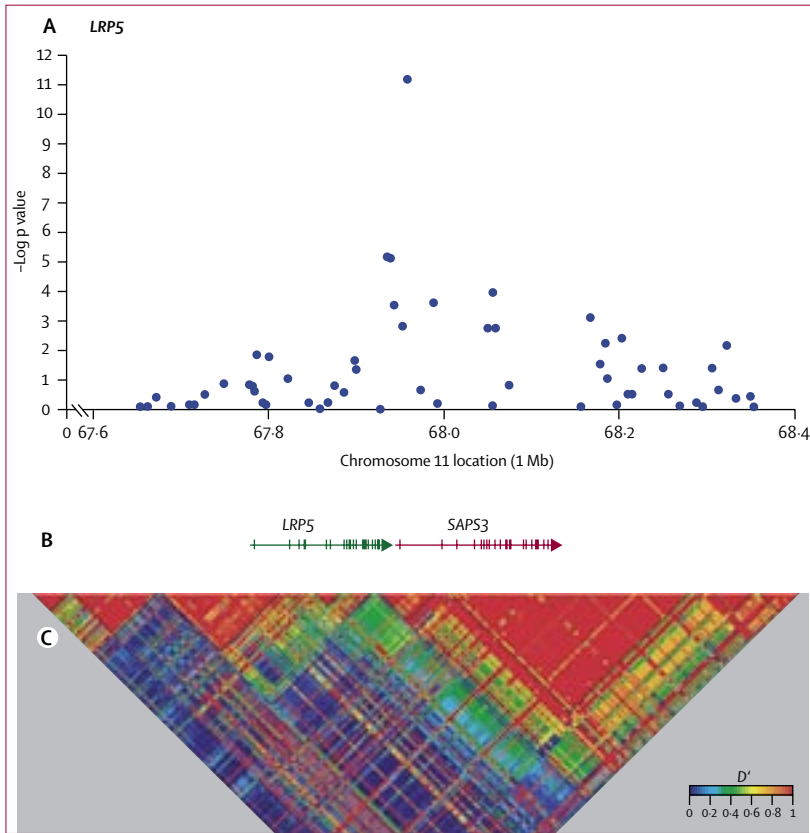 A LRP5
12
11
10
9
8
7
6
5
4
3
2
1
0
–Log p value
0 67·6 67·8 68·0 68·2 68·4
Chromosome 11 location (1 Mb)
B LRP5 SAPS3
C
D'
0 0·2 0·4 0·6 0·8 1